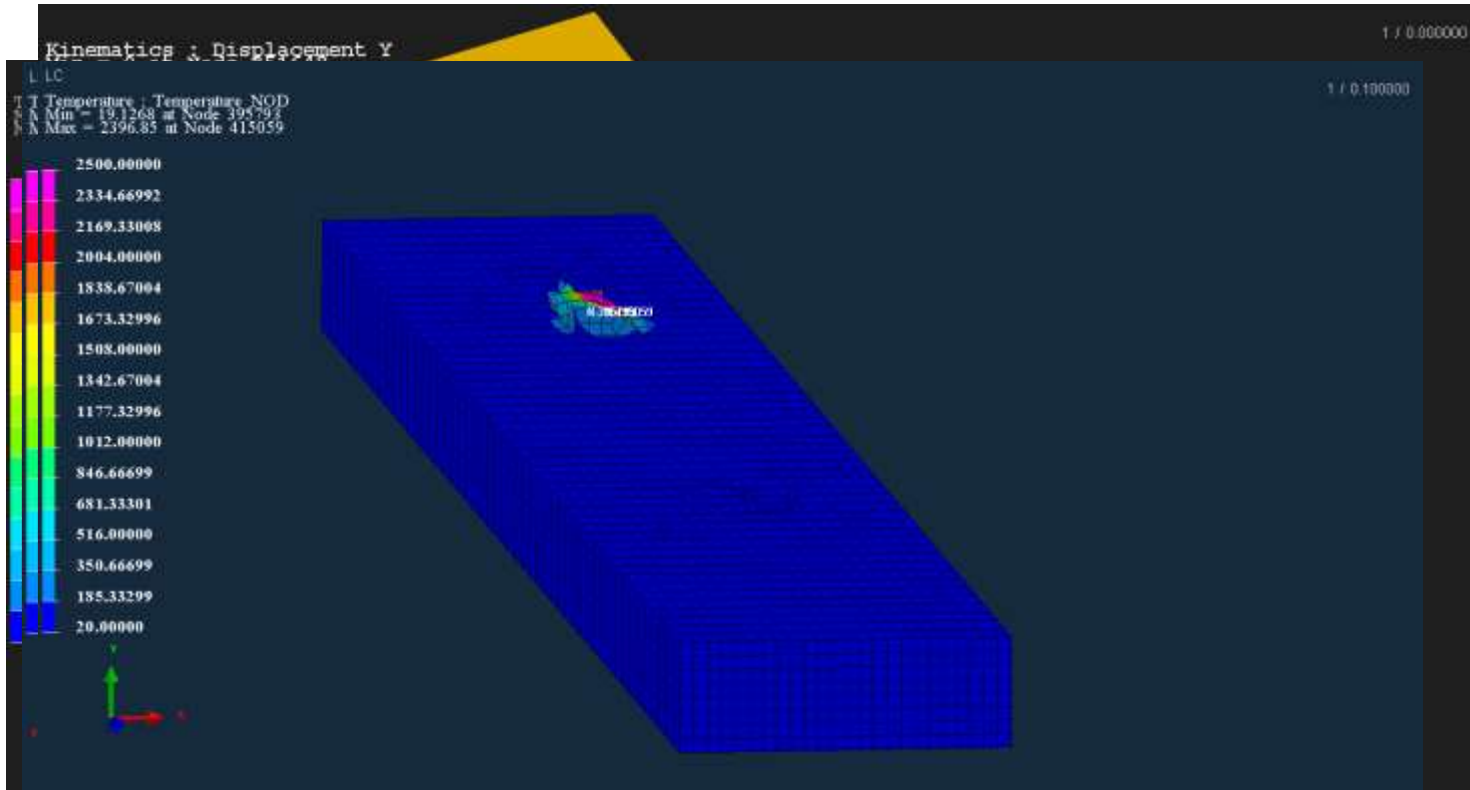 Kinematics : Displacement Y
1 / 0.000000
L LC
1 / 0.100000
T T Temperature : Temperature_NOD
N Min = 19.1268 at Node 395793
N Max = 2396.85 at Node 415059
2500.00000
2334.66992
2169.33008
2004.00000
1838.67004
1673.32996
1508.00000
1342.67004
1177.32996
1012.00000
846.66699
681.33301
516.00000
350.66699
185.33299
20.00000
Y
X